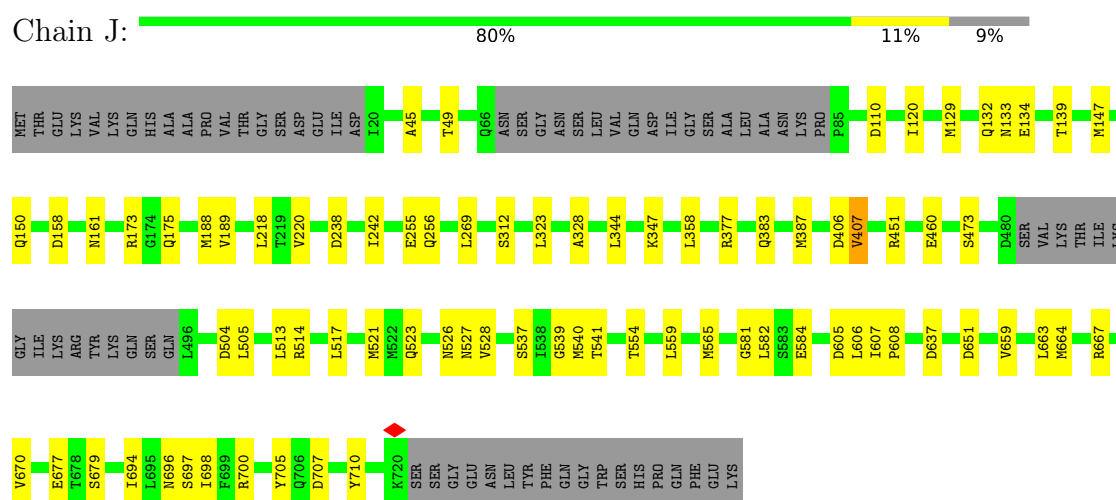 Chain J:
80% 11% 9%
MET THR GLU LYS VAL LYS GLN HIS ALA ALA PRO VAL THR GLY SER ASP GLU ILE ASP I20 A45 T49 Q66 ASN SER GLY ASN SER LEU VAL GLN ASP ILE GLY SER ALA LEU ALA ASN LYS PRO P85 D110 I120 M129 Q132 N133 E134 T139 M147
Q150 D158 N161 R173 G174 Q175 M188 V189 L218 T219 V220 D238 I242 E255 Q256 L269 S312 L323 A328 L344 K347 L358 R377 Q383 M387 D406 V407 R451 E460 S473 D480 SER VAL LYS THR ILE LYS
GLY ILE LYS ARG TYR LYS GLN SER GLN L496 D504 L505 L513 R514 L517 M521 M522 Q523 N526 N527 V528 S537 I538 G539 M540 T541 T554 L559 M565 G581 L582 S583 E584 D605 L606 I607 P608 D637 D651 V659 L663 M664 R667
V670 E677 T678 S679 I694 L695 N696 S697 I698 F699 R700 Y705 Q706 D707 Y710 K720 SER SER GLY GLU ASN LEU TYR PHE GLN GLY TRP SER HIS PRO GLN PHE GLU LYS